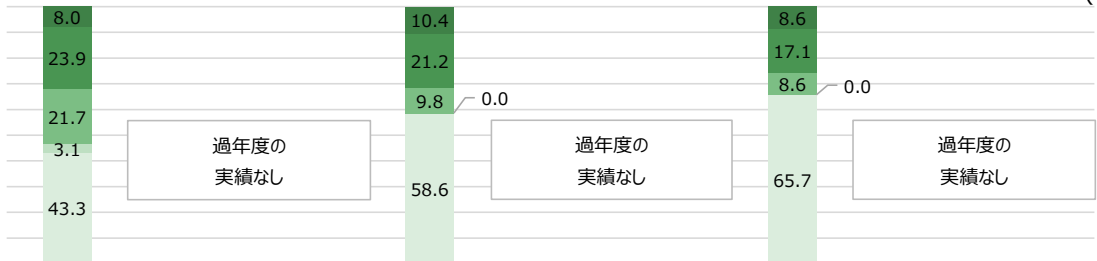 8.0
23.9
21.7
3.1
43.3
過年度の
実績なし
10.4
21.2
9.8
0.0
58.6
過年度の
実績なし
8.6
17.1
8.6
0.0
65.7
過年度の
実績なし